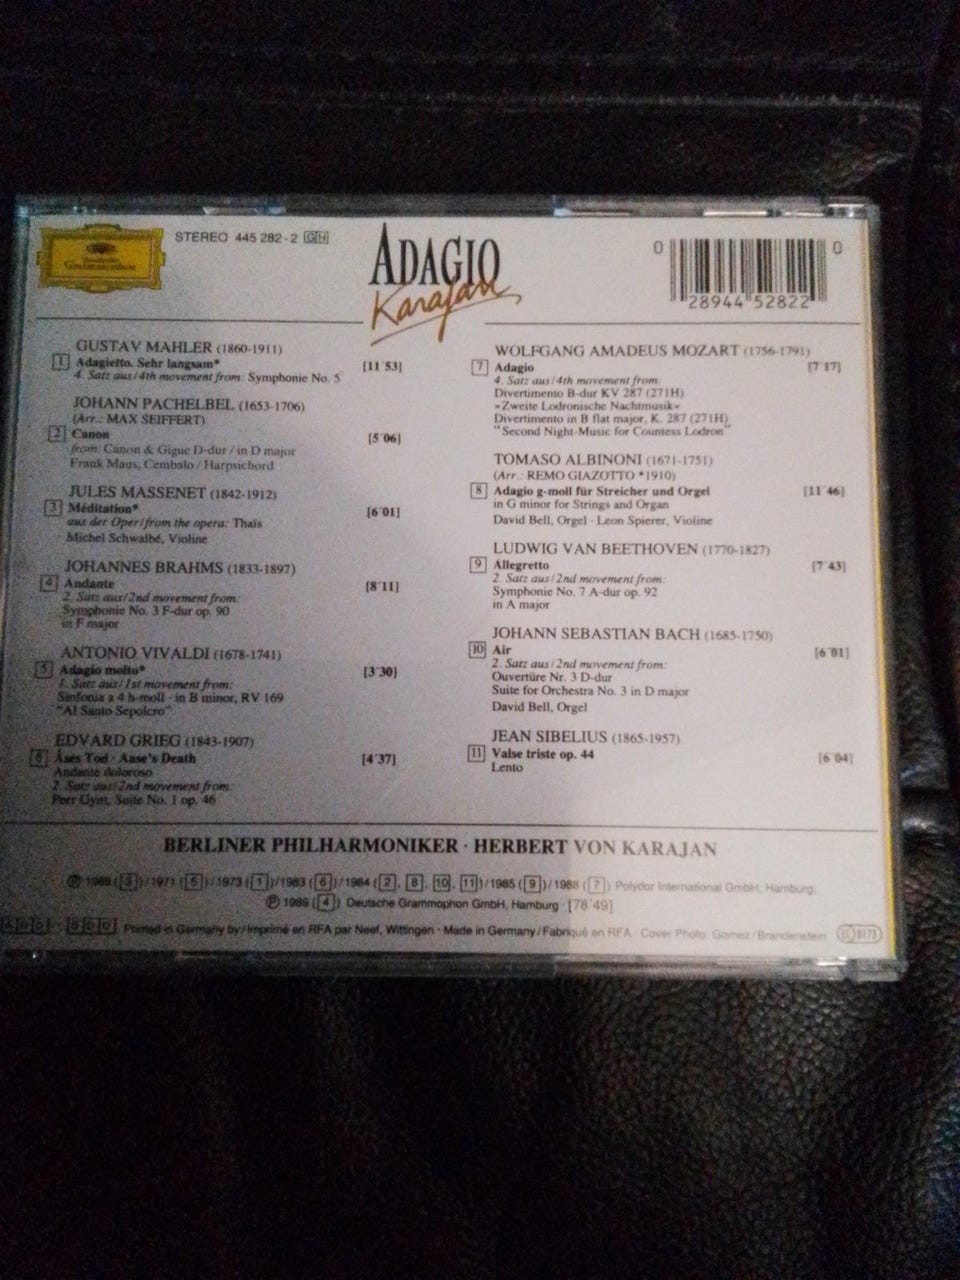 Deutsche
Grammophon
STEREO 445 282-2 GH
ADAGIO
Karajan
0 28944 52822 0
GUSTAV MAHLER (1860-1911)
1 Adagietto. Sehr langsam* [11'53]
4. Satz aus/4th movement from: Symphonie No. 5
JOHANN PACHELBEL (1653-1706)
(Arr.: MAX SEIFFERT)
2 Canon [5'06]
from: Canon & Gigue D-dur / in D major
Frank Maus, Cembalo / Harpsichord
JULES MASSENET (1842-1912)
3 Méditation* [6'01]
aus der Oper/from the opera: Thaïs
Michel Schwalbé, Violine
JOHANNES BRAHMS (1833-1897)
4 Andante [8'11]
2. Satz aus/2nd movement from:
Symphonie No. 3 F-dur op. 90
in F major
ANTONIO VIVALDI (1678-1741)
5 Adagio molto* [3'30]
1. Satz aus/1st movement from:
Sinfonia a 4 h-moll · in B minor, RV 169
"Al Santo Sepolcro"
EDVARD GRIEG (1843-1907)
6 Åses Tod · Aase's Death [4'37]
Andante doloroso
2. Satz aus/2nd movement from:
Peer Gynt, Suite No. 1 op. 46
WOLFGANG AMADEUS MOZART (1756-1791)
7 Adagio [7'17]
4. Satz aus/4th movement from:
Divertimento B-dur KV 287 (271H)
»Zweite Lodronische Nachtmusik«
Divertimento in B flat major, K. 287 (271H)
"Second Night-Music for Countess Lodron"
TOMASO ALBINONI (1671-1751)
(Arr.: REMO GIAZOTTO *1910)
8 Adagio g-moll für Streicher und Orgel [11'46]
in G minor for Strings and Organ
David Bell, Orgel · Leon Spierer, Violine
LUDWIG VAN BEETHOVEN (1770-1827)
9 Allegretto [7'43]
2. Satz aus/2nd movement from:
Symphonie No. 7 A-dur op. 92
in A major
JOHANN SEBASTIAN BACH (1685-1750)
10 Air [6'01]
2. Satz aus/2nd movement from:
Ouvertüre Nr. 3 D-dur
Suite for Orchestra No. 3 in D major
David Bell, Orgel
JEAN SIBELIUS (1865-1957)
11 Valse triste op. 44 [6'04]
Lento
BERLINER PHILHARMONIKER · HERBERT VON KARAJAN
℗ (3)/1971 (5)/1973 (1)/1983 (6)/1984 (2, 8, 10, 11)/1985 (9)/1988 (7) Polydor International GmbH, Hamburg;
℗ 1989 (4) Deutsche Grammophon GmbH, Hamburg · [78'49]
Printed in Germany by/Imprimé en RFA par Neef, Wittingen · Made in Germany/Fabriqué en RFA · Cover Photo: Gomez/Brandenstein